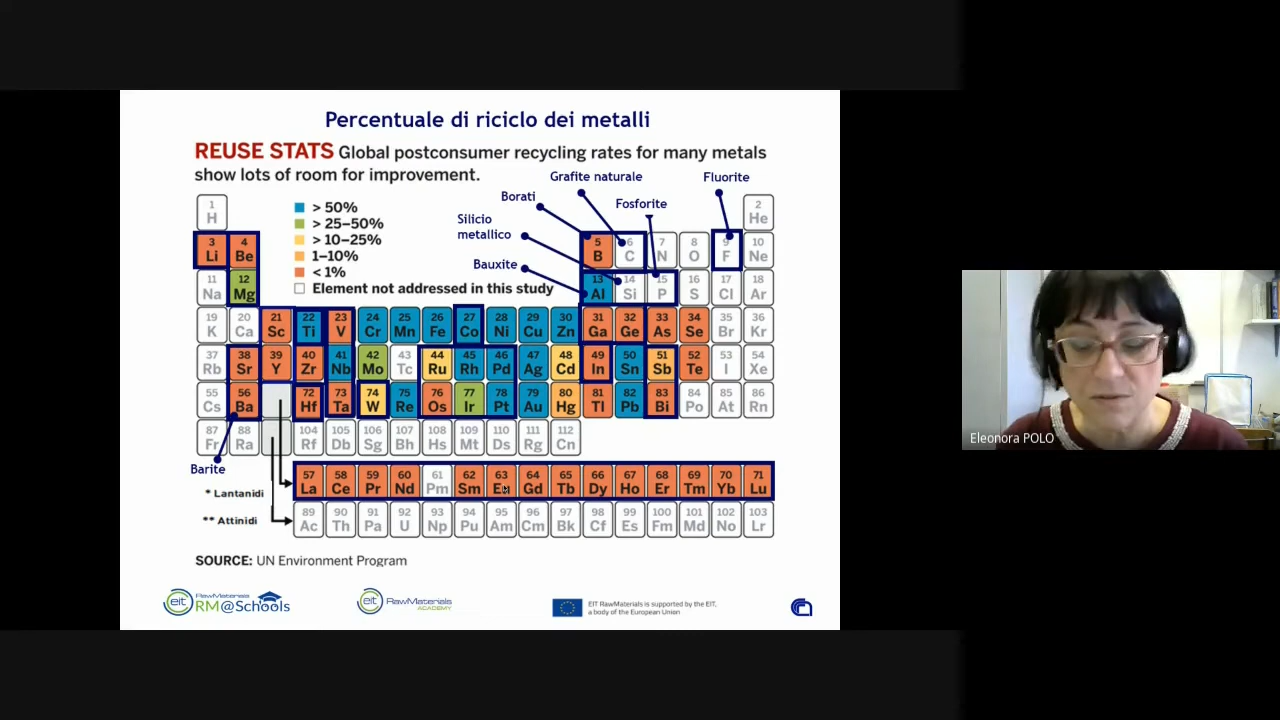 Percentuale di riciclo dei metalli
REUSE STATS Global postconsumer recycling rates for many metals
show lots of room for improvement.
Grafite naturale
Fluorite
Borati
Fosforite
Silicio
metallico
Bauxite
> 50%
> 25–50%
> 10–25%
1–10%
< 1%
Element not addressed in this study
1 H
2 He
3 Li 4 Be 5 B 6 C 7 N 8 O 9 F 10 Ne
11 Na 12 Mg 13 Al 14 Si 15 P 16 S 17 Cl 18 Ar
19 K 20 Ca 21 Sc 22 Ti 23 V 24 Cr 25 Mn 26 Fe 27 Co 28 Ni 29 Cu 30 Zn 31 Ga 32 Ge 33 As 34 Se 35 Br 36 Kr
37 Rb 38 Sr 39 Y 40 Zr 41 Nb 42 Mo 43 Tc 44 Ru 45 Rh 46 Pd 47 Ag 48 Cd 49 In 50 Sn 51 Sb 52 Te 53 I 54 Xe
55 Cs 56 Ba 72 Hf 73 Ta 74 W 75 Re 76 Os 77 Ir 78 Pt 79 Au 80 Hg 81 Tl 82 Pb 83 Bi 84 Po 85 At 86 Rn
87 Fr 88 Ra 104 Rf 105 Db 106 Sg 107 Bh 108 Hs 109 Mt 110 Ds 111 Rg 112 Cn
Barite
* Lantanidi
57 La 58 Ce 59 Pr 60 Nd 61 Pm 62 Sm 63 Eu 64 Gd 65 Tb 66 Dy 67 Ho 68 Er 69 Tm 70 Yb 71 Lu
** Attinidi
89 Ac 90 Th 91 Pa 92 U 93 Np 94 Pu 95 Am 96 Cm 97 Bk 98 Cf 99 Es 100 Fm 101 Md 102 No 103 Lr
SOURCE: UN Environment Program
eit RawMaterials
RM@Schools
eit RawMaterials
ACADEMY
EIT RawMaterials is supported by the EIT,
a body of the European Union
Eleonora POLO